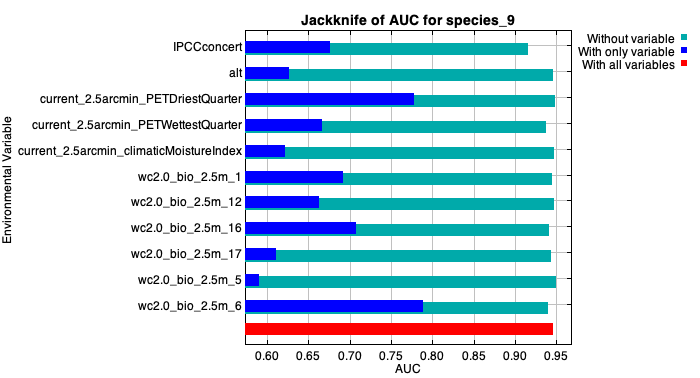 Jackknife of AUC for species_9
Without variable
With only variable
With all variables
Environmental Variable
IPCCconcert
alt
current_2.5arcmin_PETDriestQuarter
current_2.5arcmin_PETWettestQuarter
current_2.5arcmin_climaticMoistureIndex
wc2.0_bio_2.5m_1
wc2.0_bio_2.5m_12
wc2.0_bio_2.5m_16
wc2.0_bio_2.5m_17
wc2.0_bio_2.5m_5
wc2.0_bio_2.5m_6
0.60 0.65 0.70 0.75 0.80 0.85 0.90 0.95
AUC